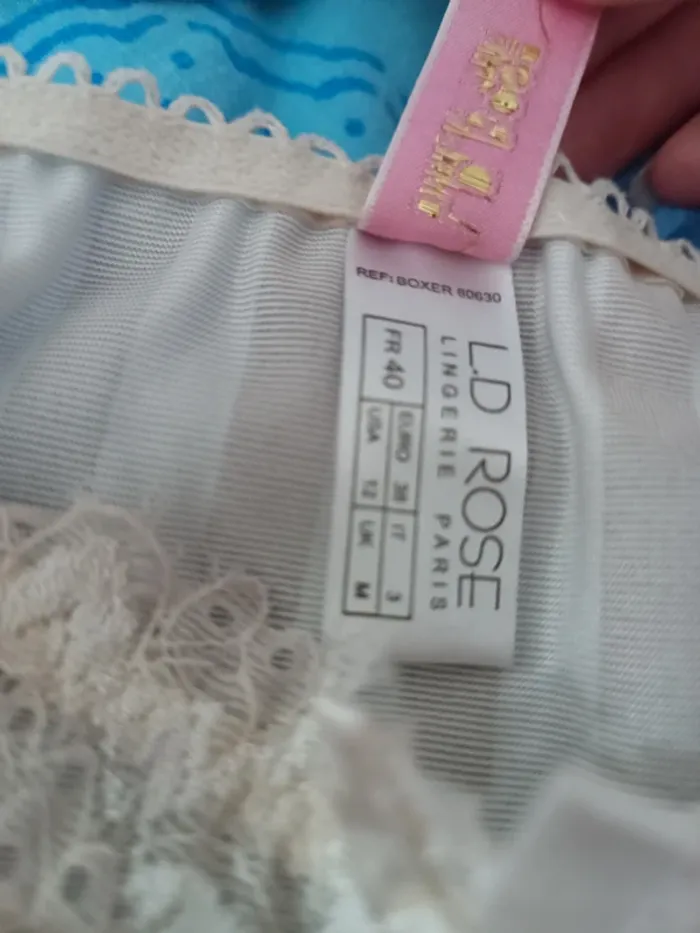 REF: BOXER 60630
L.D ROSE
LINGERIE PARIS
FR 40
EURO 38 IT 3
USA 12 UK M